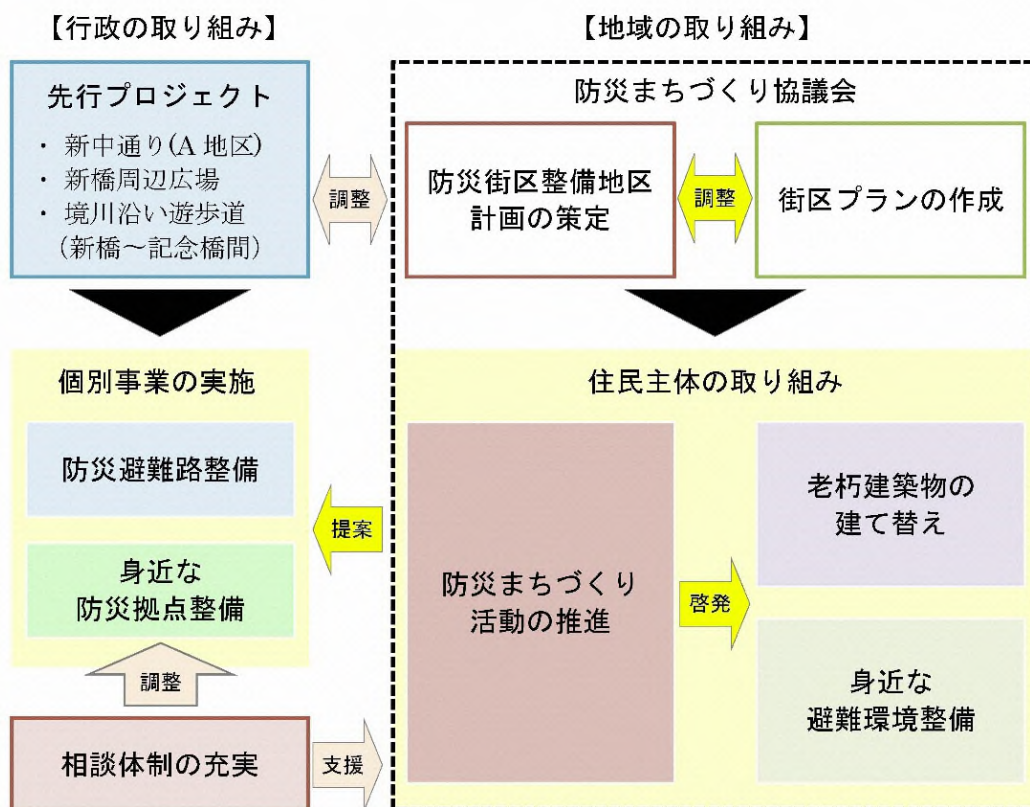 【行政の取り組み】
先行プロジェクト
・ 新中通り(A 地区)
・ 新橋周辺広場
・ 境川沿い遊歩道
(新橋～記念橋間)
調整
【地域の取り組み】
防災まちづくり協議会
防災街区整備地区
計画の策定
調整
街区プランの作成
個別事業の実施
防災避難路整備
身近な
防災拠点整備
調整
相談体制の充実
提案
支援
住民主体の取り組み
防災まちづくり
活動の推進
啓発
老朽建築物の
建て替え
身近な
避難環境整備